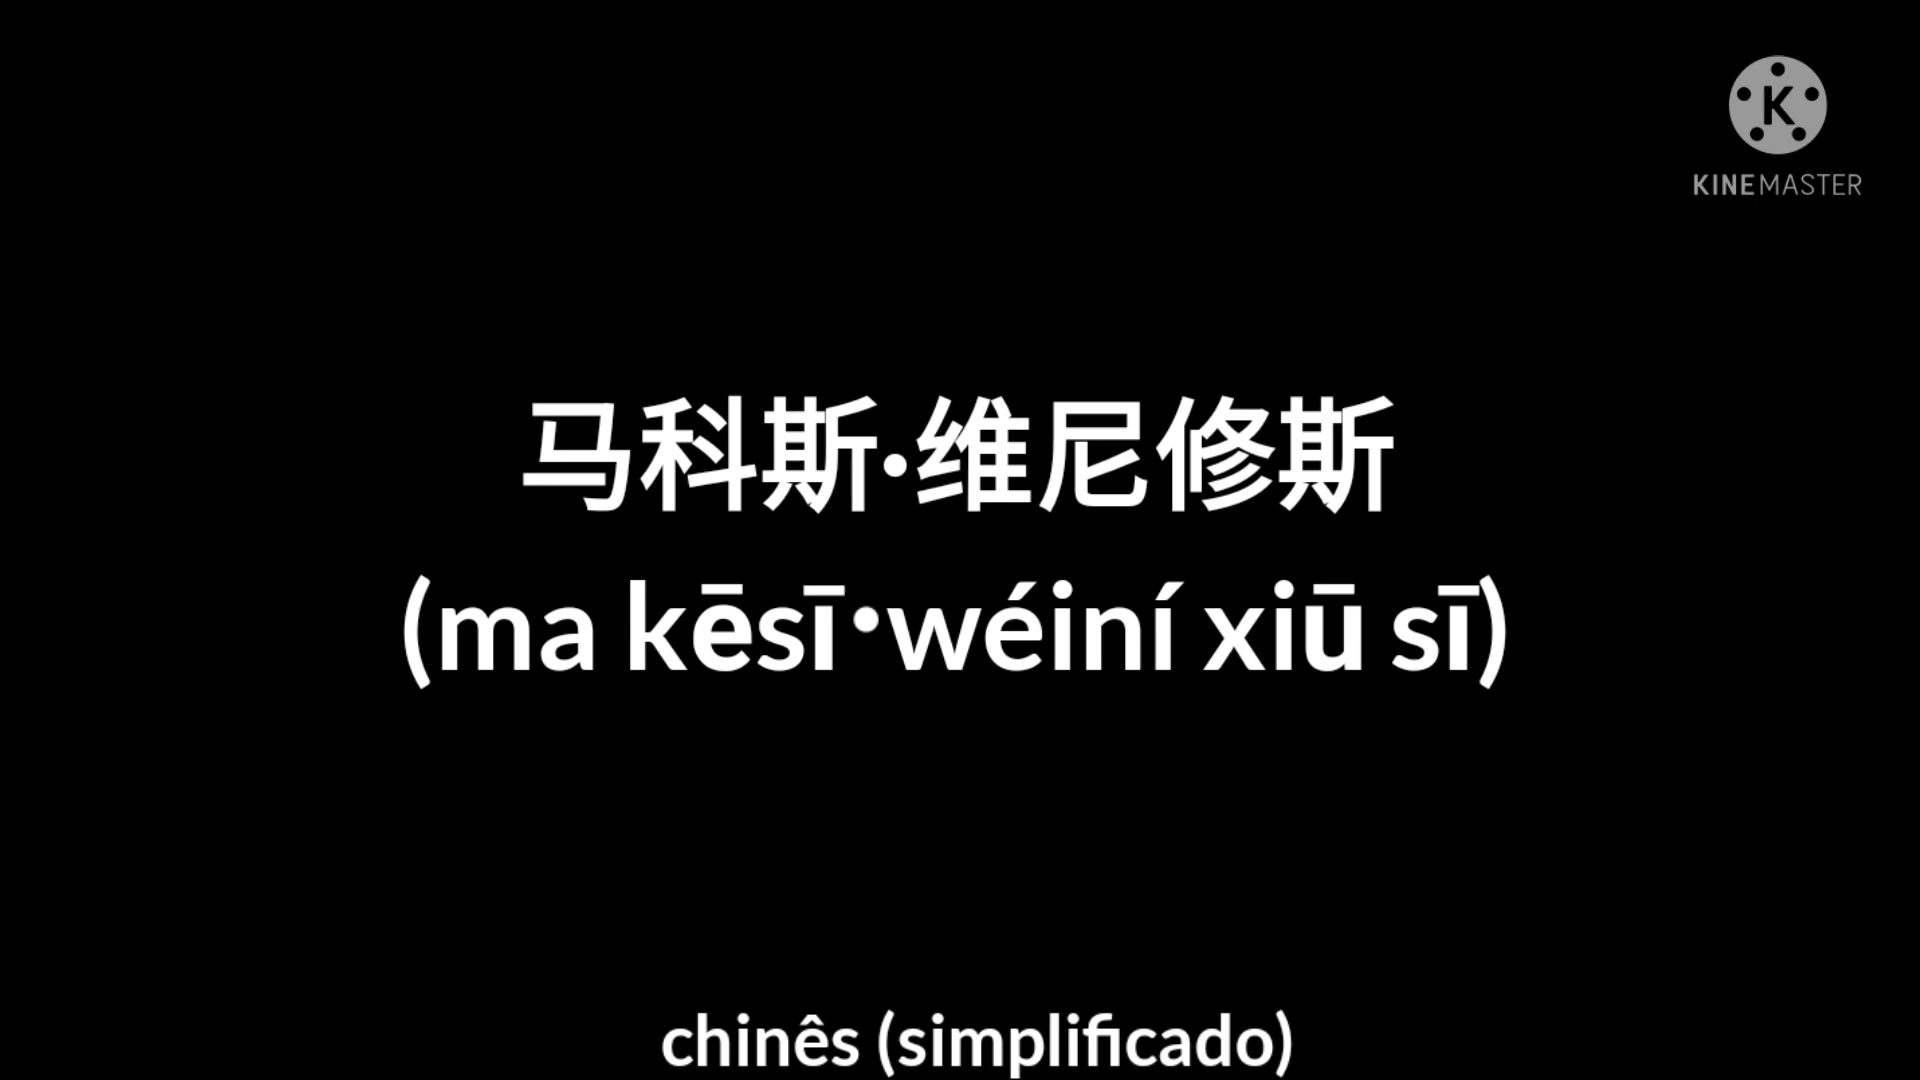 K
KINEMASTER
马科斯·维尼修斯
(ma kēsī·wéiní xiū sī)
chinês (simplificado)